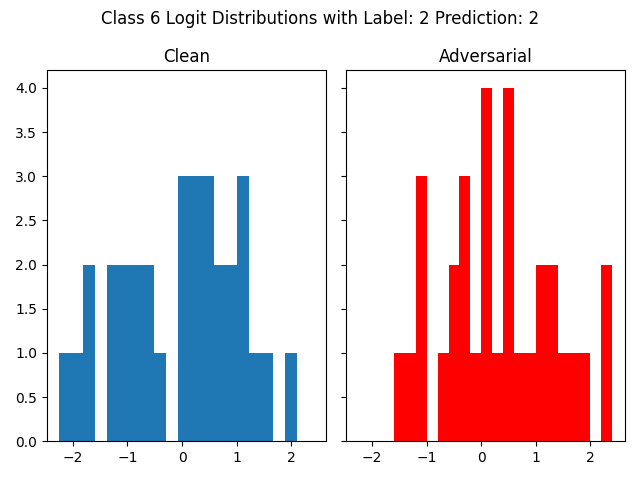 Class 6 Logit Distributions with Label: 2 Prediction: 2
Clean
Adversarial
4.0
3.5
3.0
2.5
2.0
1.5
1.0
0.5
0.0
−2 −1 0 1 2
−2 −1 0 1 2